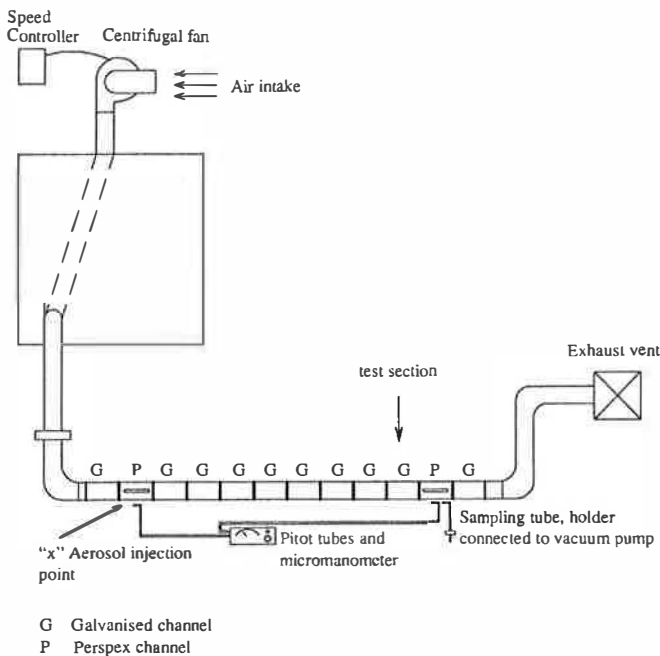 Speed
Controller
Centrifugal fan
Air intake
Exhaust vent
test section
G P G G G G G G G G P G
"x" Aerosol injection
point
Pitot tubes and
micromanometer
Sampling tube, holder
connected to vacuum pump
G Galvanised channel
P Perspex channel